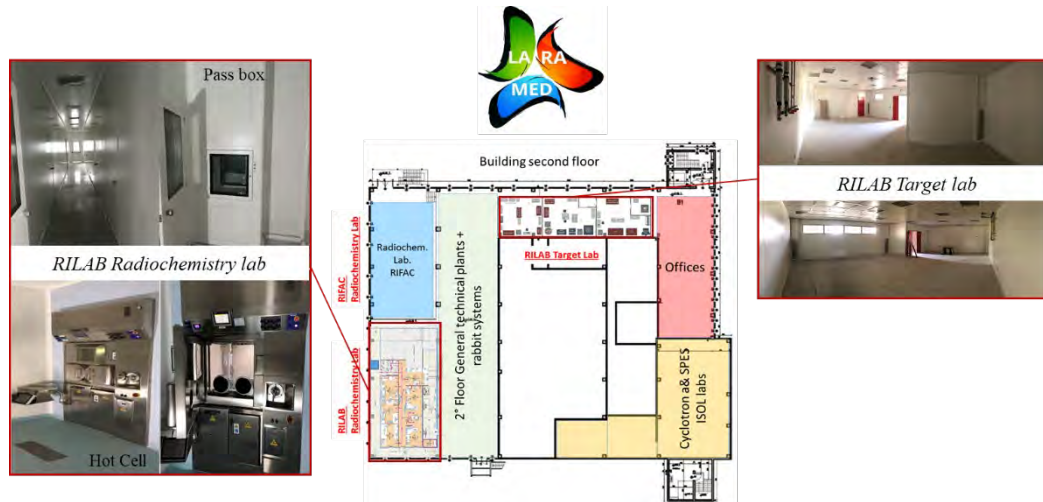 LA RA
MED
Pass box
RILAB Radiochemistry lab
Hot Cell
Building second floor
RIFAC
Radiochemistry Lab
Radiochem.
Lab.
RIFAC
RILAB
Radiochemistry Lab
2° Floor General technical plants +
rabbit systems
RILAB Target Lab
Offices
Cyclotron a& SPES
ISOL labs
RILAB Target lab